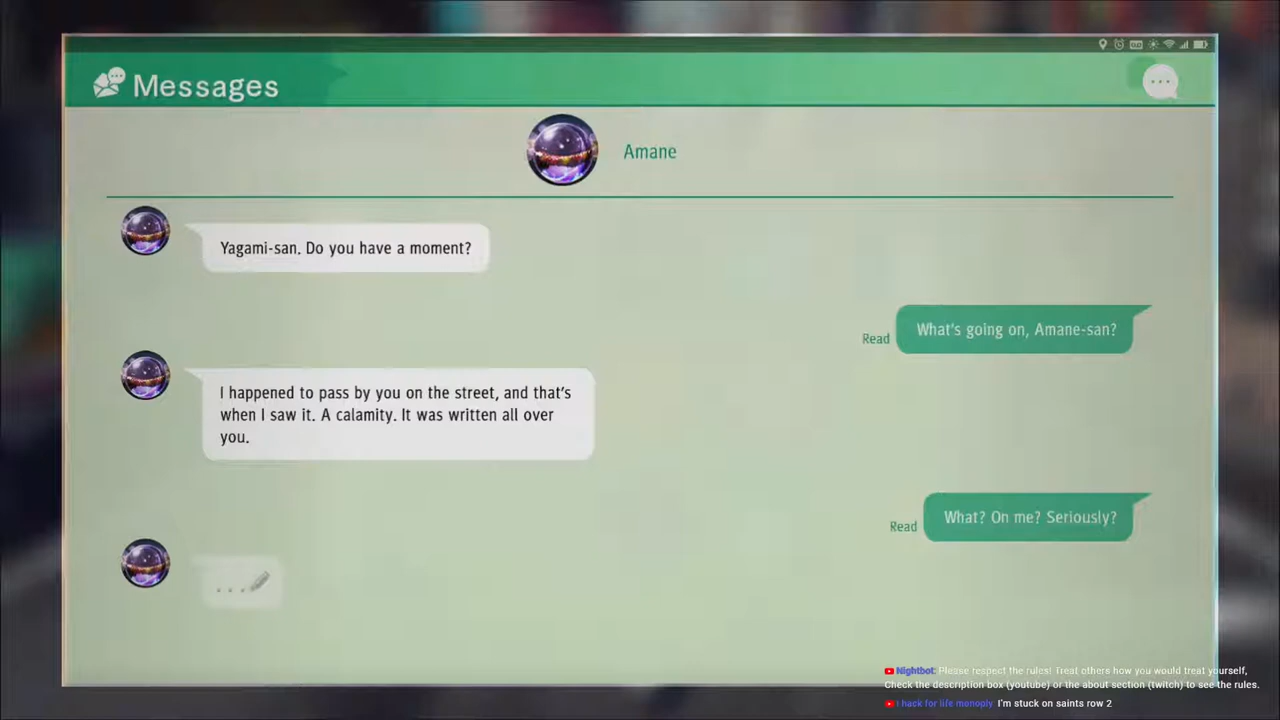 Messages
Amane
Yagami-san. Do you have a moment?
What's going on, Amane-san?
Read
I happened to pass by you on the street, and that's
when I saw it. A calamity. It was written all over
you.
What? On me? Seriously?
Read
Nightbot: Please respect the rules! Treat others how you would treat yourself,
Check the description box (youtube) or the about section (twitch) to see the rules.
i hack for life monoply I'm stuck on saints row 2